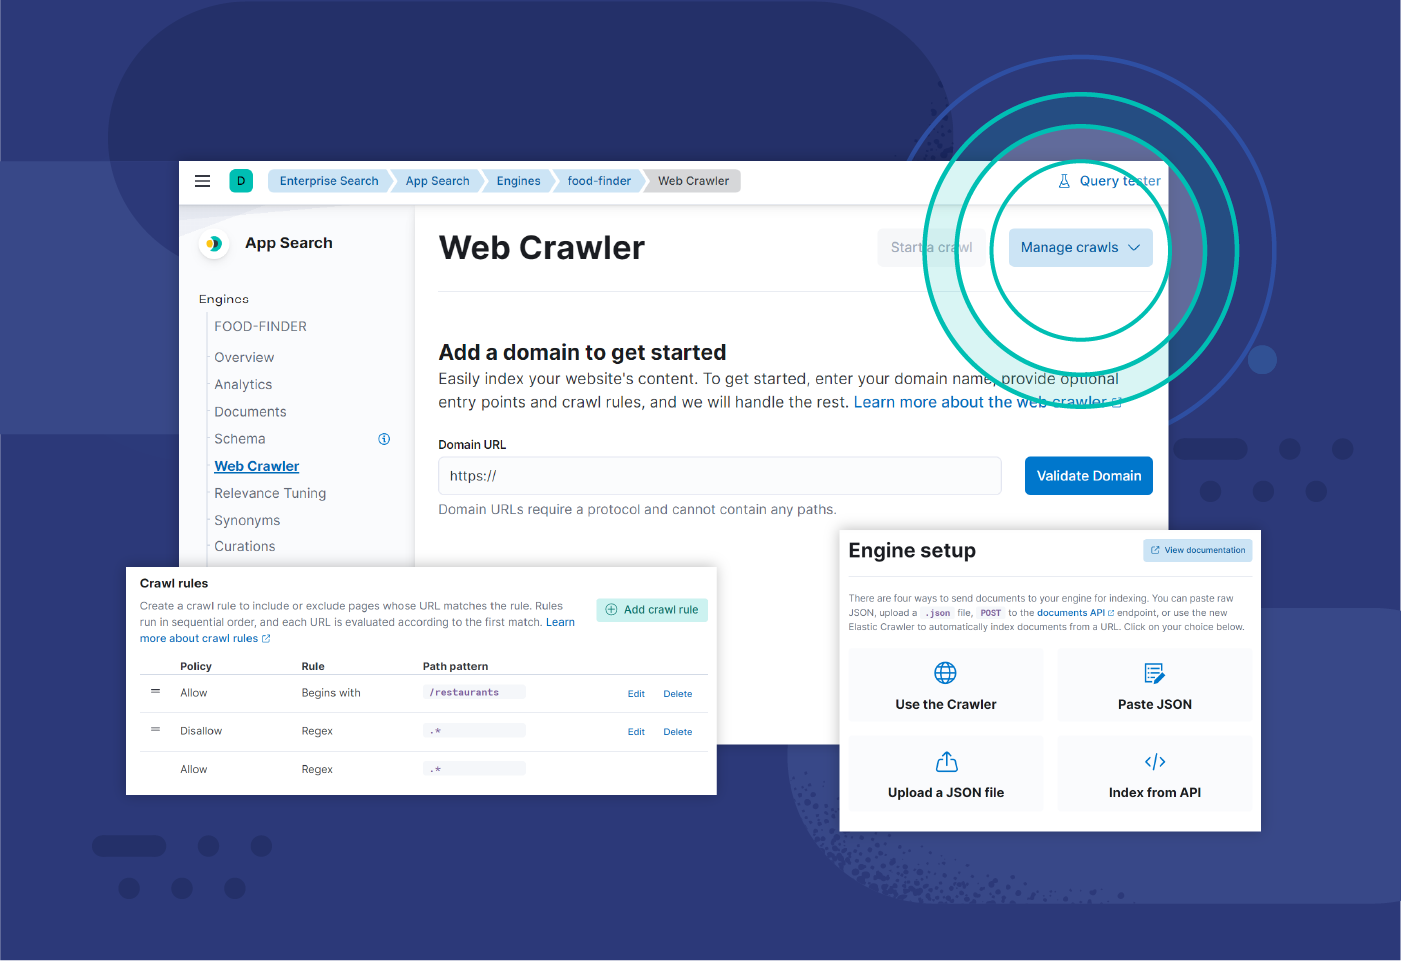 D
Enterprise Search
App Search
Engines
food-finder
Web Crawler
Query tester
App Search
Engines
FOOD-FINDER
Overview
Analytics
Documents
Schema
Web Crawler
Relevance Tuning
Synonyms
Curations
Web Crawler
Start a crawl
Manage crawls
Add a domain to get started
Easily index your website's content. To get started, enter your domain name, provide optional
entry points and crawl rules, and we will handle the rest. Learn more about the web crawler
Domain URL
https://
Validate Domain
Domain URLs require a protocol and cannot contain any paths.
Crawl rules
Create a crawl rule to include or exclude pages whose URL matches the rule. Rules
run in sequential order, and each URL is evaluated according to the first match. Learn
more about crawl rules
Add crawl rule
Policy Rule Path pattern
Allow Begins with /restaurants Edit Delete
Disallow Regex .* Edit Delete
Allow Regex .*
Engine setup
View documentation
There are four ways to send documents to your engine for indexing. You can paste raw
JSON, upload a .json file, POST to the documents API endpoint, or use the new
Elastic Crawler to automatically index documents from a URL. Click on your choice below.
Use the Crawler
Paste JSON
Upload a JSON file
Index from API